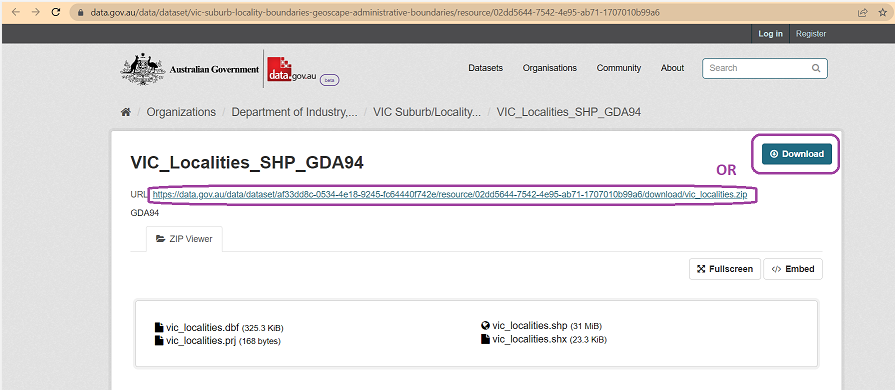 data.gov.au/data/dataset/vic-suburb-locality-boundaries-geoscape-administrative-boundaries/resource/02dd5644-7542-4e95-ab71-1707010b99a6
Log in Register
Australian Government data.gov.au beta Datasets Organisations Community About Search
/ Organizations / Department of Industry,... / VIC Suburb/Locality... / VIC_Localities_SHP_GDA94
Download
VIC_Localities_SHP_GDA94 OR
URL: https://data.gov.au/data/dataset/af33dd8c-0534-4e18-9245-fc64440f742e/resource/02dd5644-7542-4e95-ab71-1707010b99a6/download/vic_localities.zip
GDA94
ZIP Viewer
Fullscreen </> Embed
vic_localities.dbf (325.3 KiB) vic_localities.shp (31 MiB)
vic_localities.prj (168 bytes) vic_localities.shx (23.3 KiB)